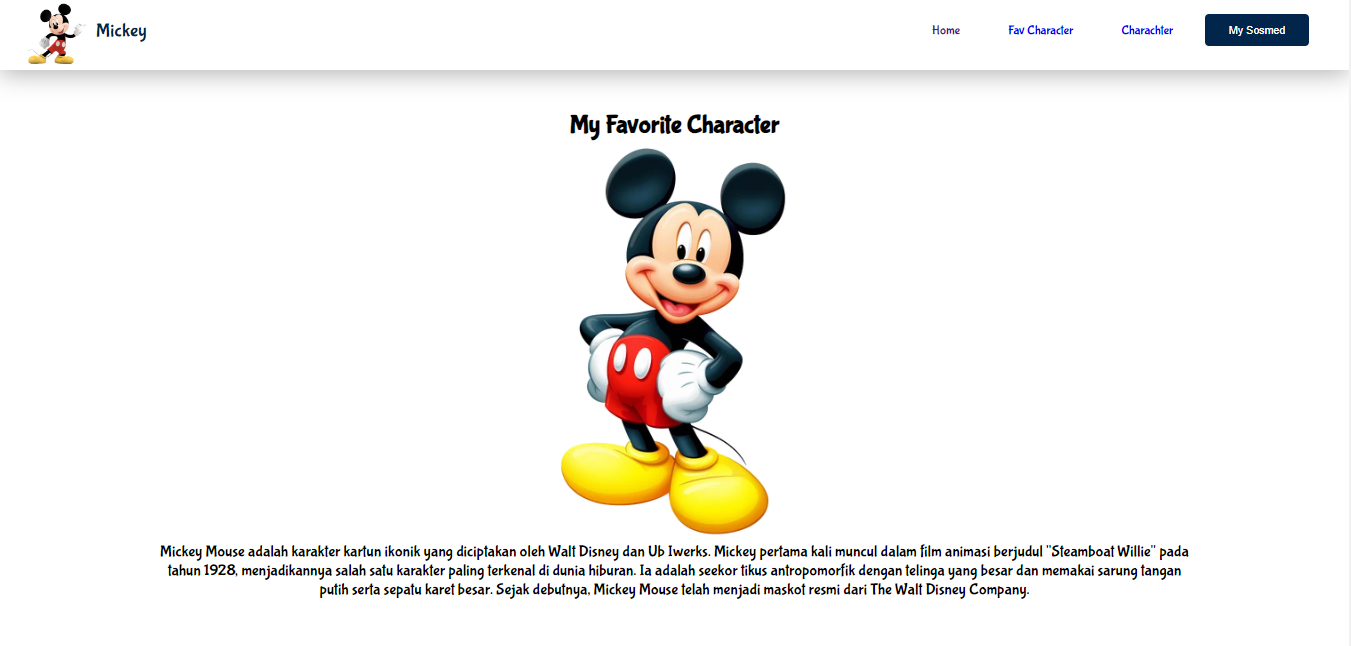 Mickey
Home
Fav Character
Charachter
My Sosmed
My Favorite Character
Mickey Mouse adalah karakter kartun ikonik yang diciptakan oleh Walt Disney dan Ub Iwerks. Mickey pertama kali muncul dalam film animasi berjudul "Steamboat Willie" pada
tahun 1928, menjadikannya salah satu karakter paling terkenal di dunia hiburan. Ia adalah seekor tikus antropomorfik dengan telinga yang besar dan memakai sarung tangan
putih serta sepatu karet besar. Sejak debutnya, Mickey Mouse telah menjadi maskot resmi dari The Walt Disney Company.